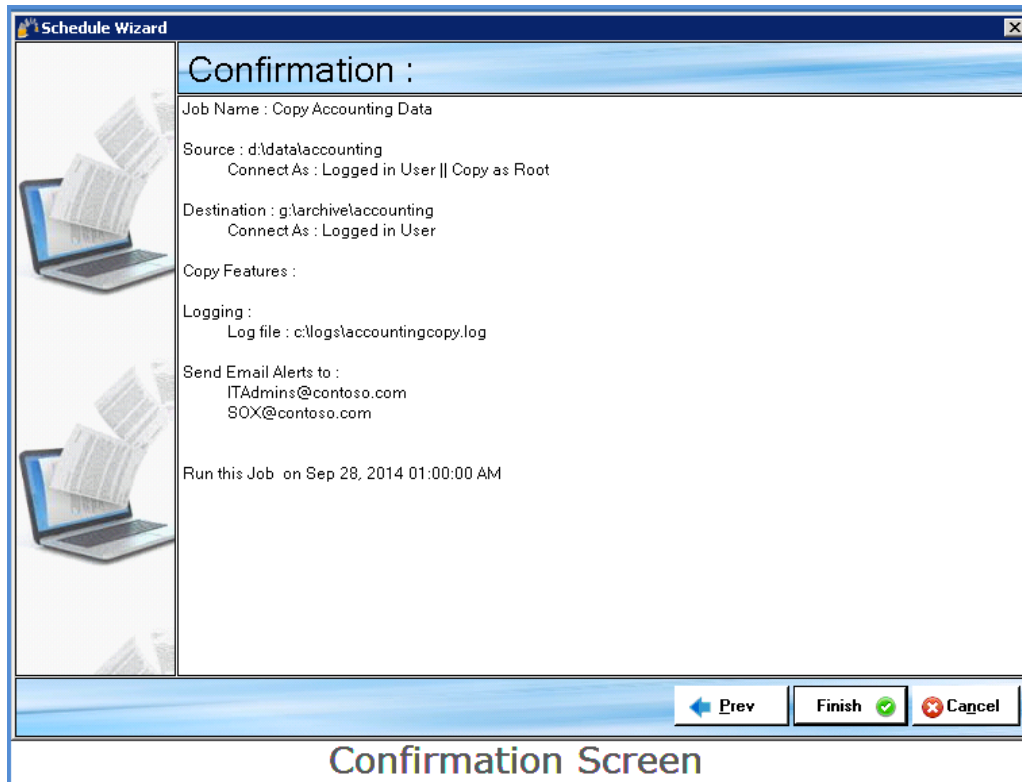 Schedule Wizard
Confirmation :
Job Name : Copy Accounting Data
Source : d:\data\accounting
Connect As : Logged in User || Copy as Root
Destination : g:\archive\accounting
Connect As : Logged in User
Copy Features :
Logging :
Log file : c:\logs\accountingcopy.log
Send Email Alerts to :
ITAdmins@contoso.com
SOX@contoso.com
Run this Job on Sep 28, 2014 01:00:00 AM
Prev Finish Cancel
Confirmation Screen